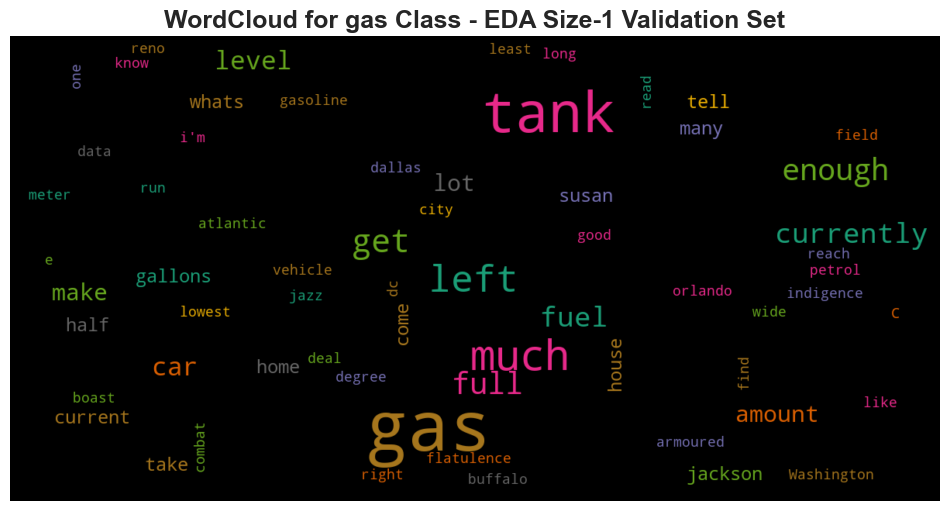 WordCloud for gas Class - EDA Size-1 Validation Set
reno
know
one
level
least
long
whats
gasoline
tank
read
tell
many
field
i'm
data
dallas
lot
enough
meter
run
susan
city
atlantic
get
good
currently
e
gallons
vehicle
left
reach
petrol
make
jazz
dc
orlando
indigence
lowest
come
fuel
wide
C
half
much
house
car
home
deal
degree
full
find
boast
current
gas
amount
like
combat
armoured
take
flatulence
right
buffalo
jackson
Washington